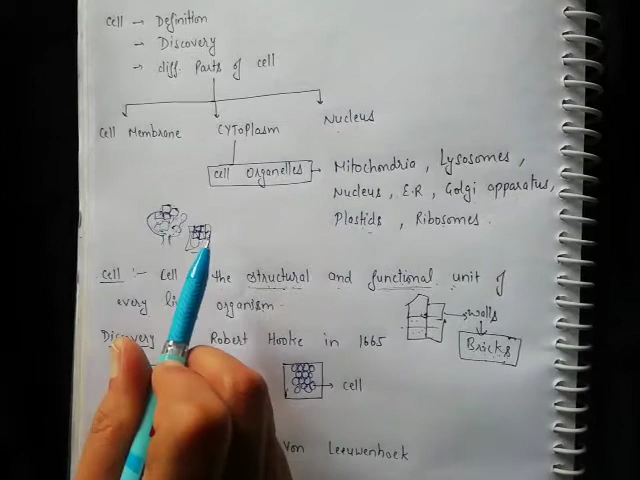 Cell → Definition
→ Discovery
→ diff. Parts of cell
Cell Membrane
CYToplasm
Nucleus
cell organelles → Mitochondria, Lysosomes,
Nucleus, E.R, Golgi apparatus,
Plastids, Ribosomes.
Cell :- Cell the structural and functional unit of
every organism.
walls
Discovery Robert Hooke in 1665
Bricks
→ cell
Von Leeuwenhoek